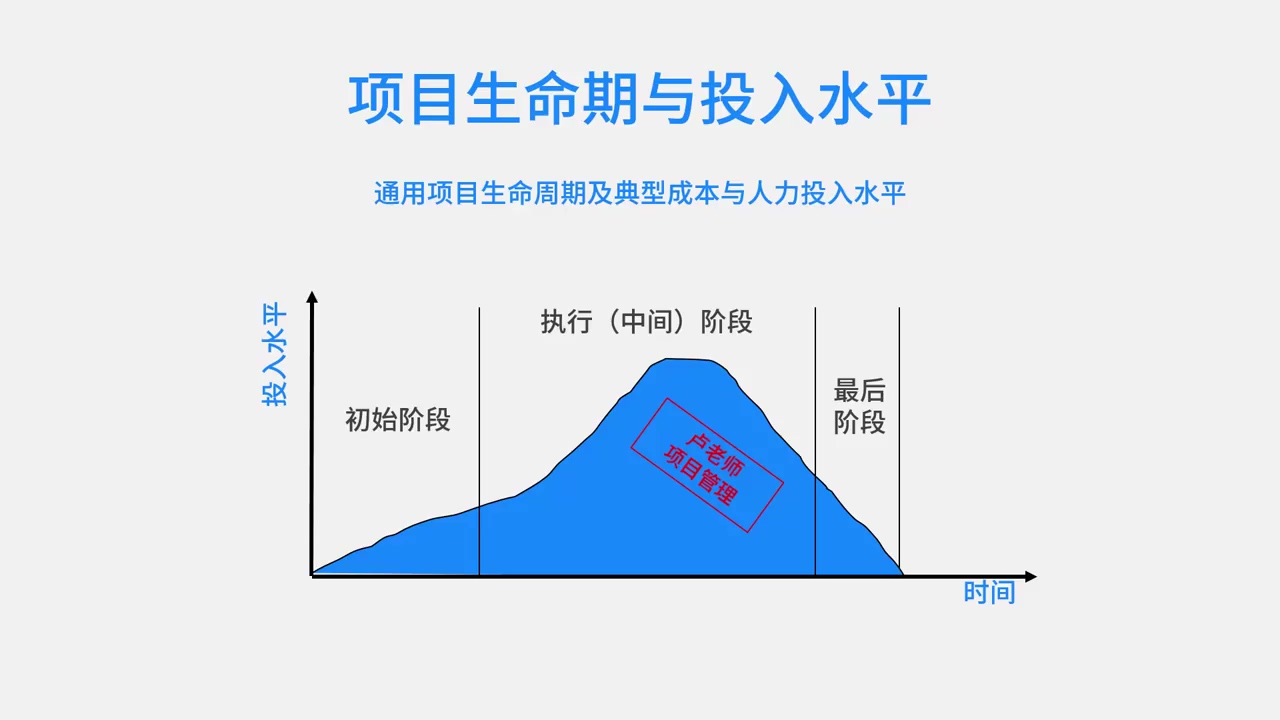 项目生命期与投入水平
通用项目生命周期及典型成本与人力投入水平
投入水平
执行（中间）阶段
初始阶段
最后
阶段
卢老师
项目管理
时间